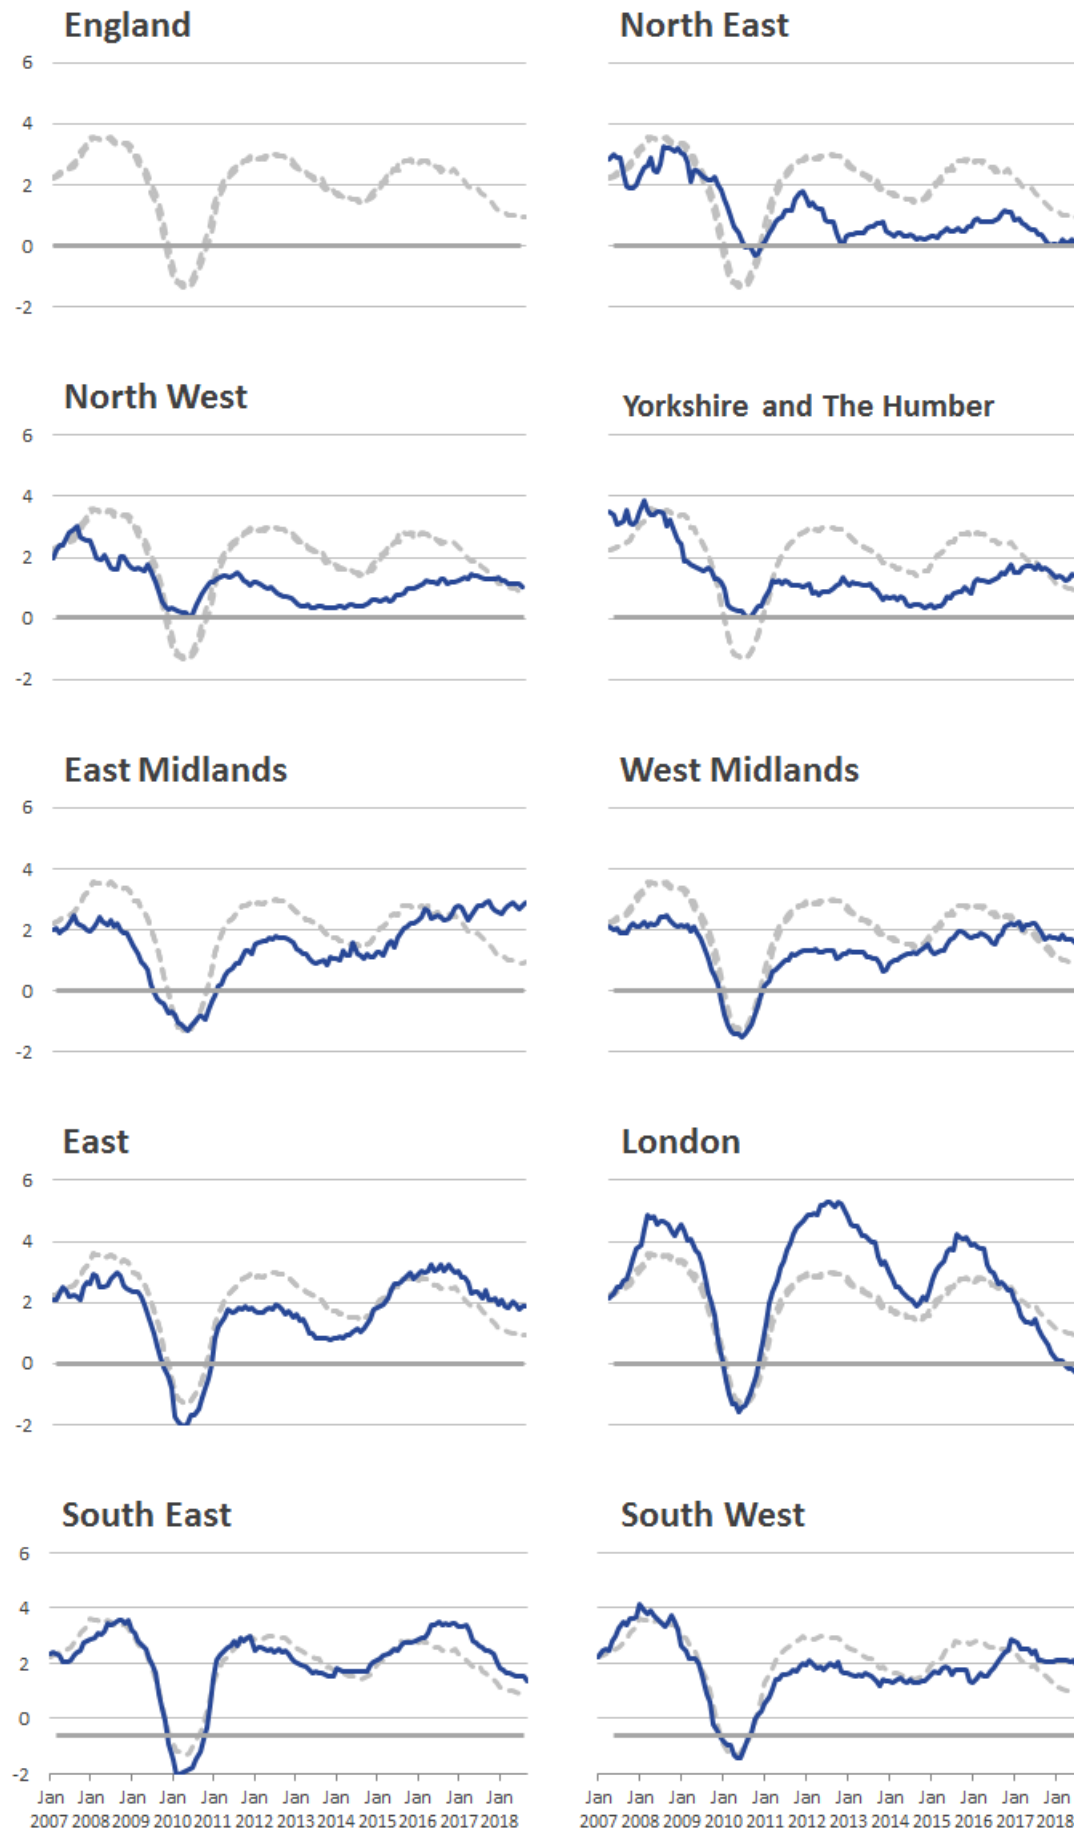 England
North East
6
4
2
0
-2
North West
Yorkshire and The Humber
6
4
2
0
-2
East Midlands
West Midlands
6
4
2
0
-2
East
London
6
4
2
0
-2
South East
South West
6
4
2
0
-2
Jan Jan Jan Jan Jan Jan Jan Jan Jan Jan Jan Jan
2007 2008 2009 2010 2011 2012 2013 2014 2015 2016 2017 2018
Jan Jan Jan Jan Jan Jan Jan Jan Jan Jan Jan Jan
2007 2008 2009 2010 2011 2012 2013 2014 2015 2016 2017 2018